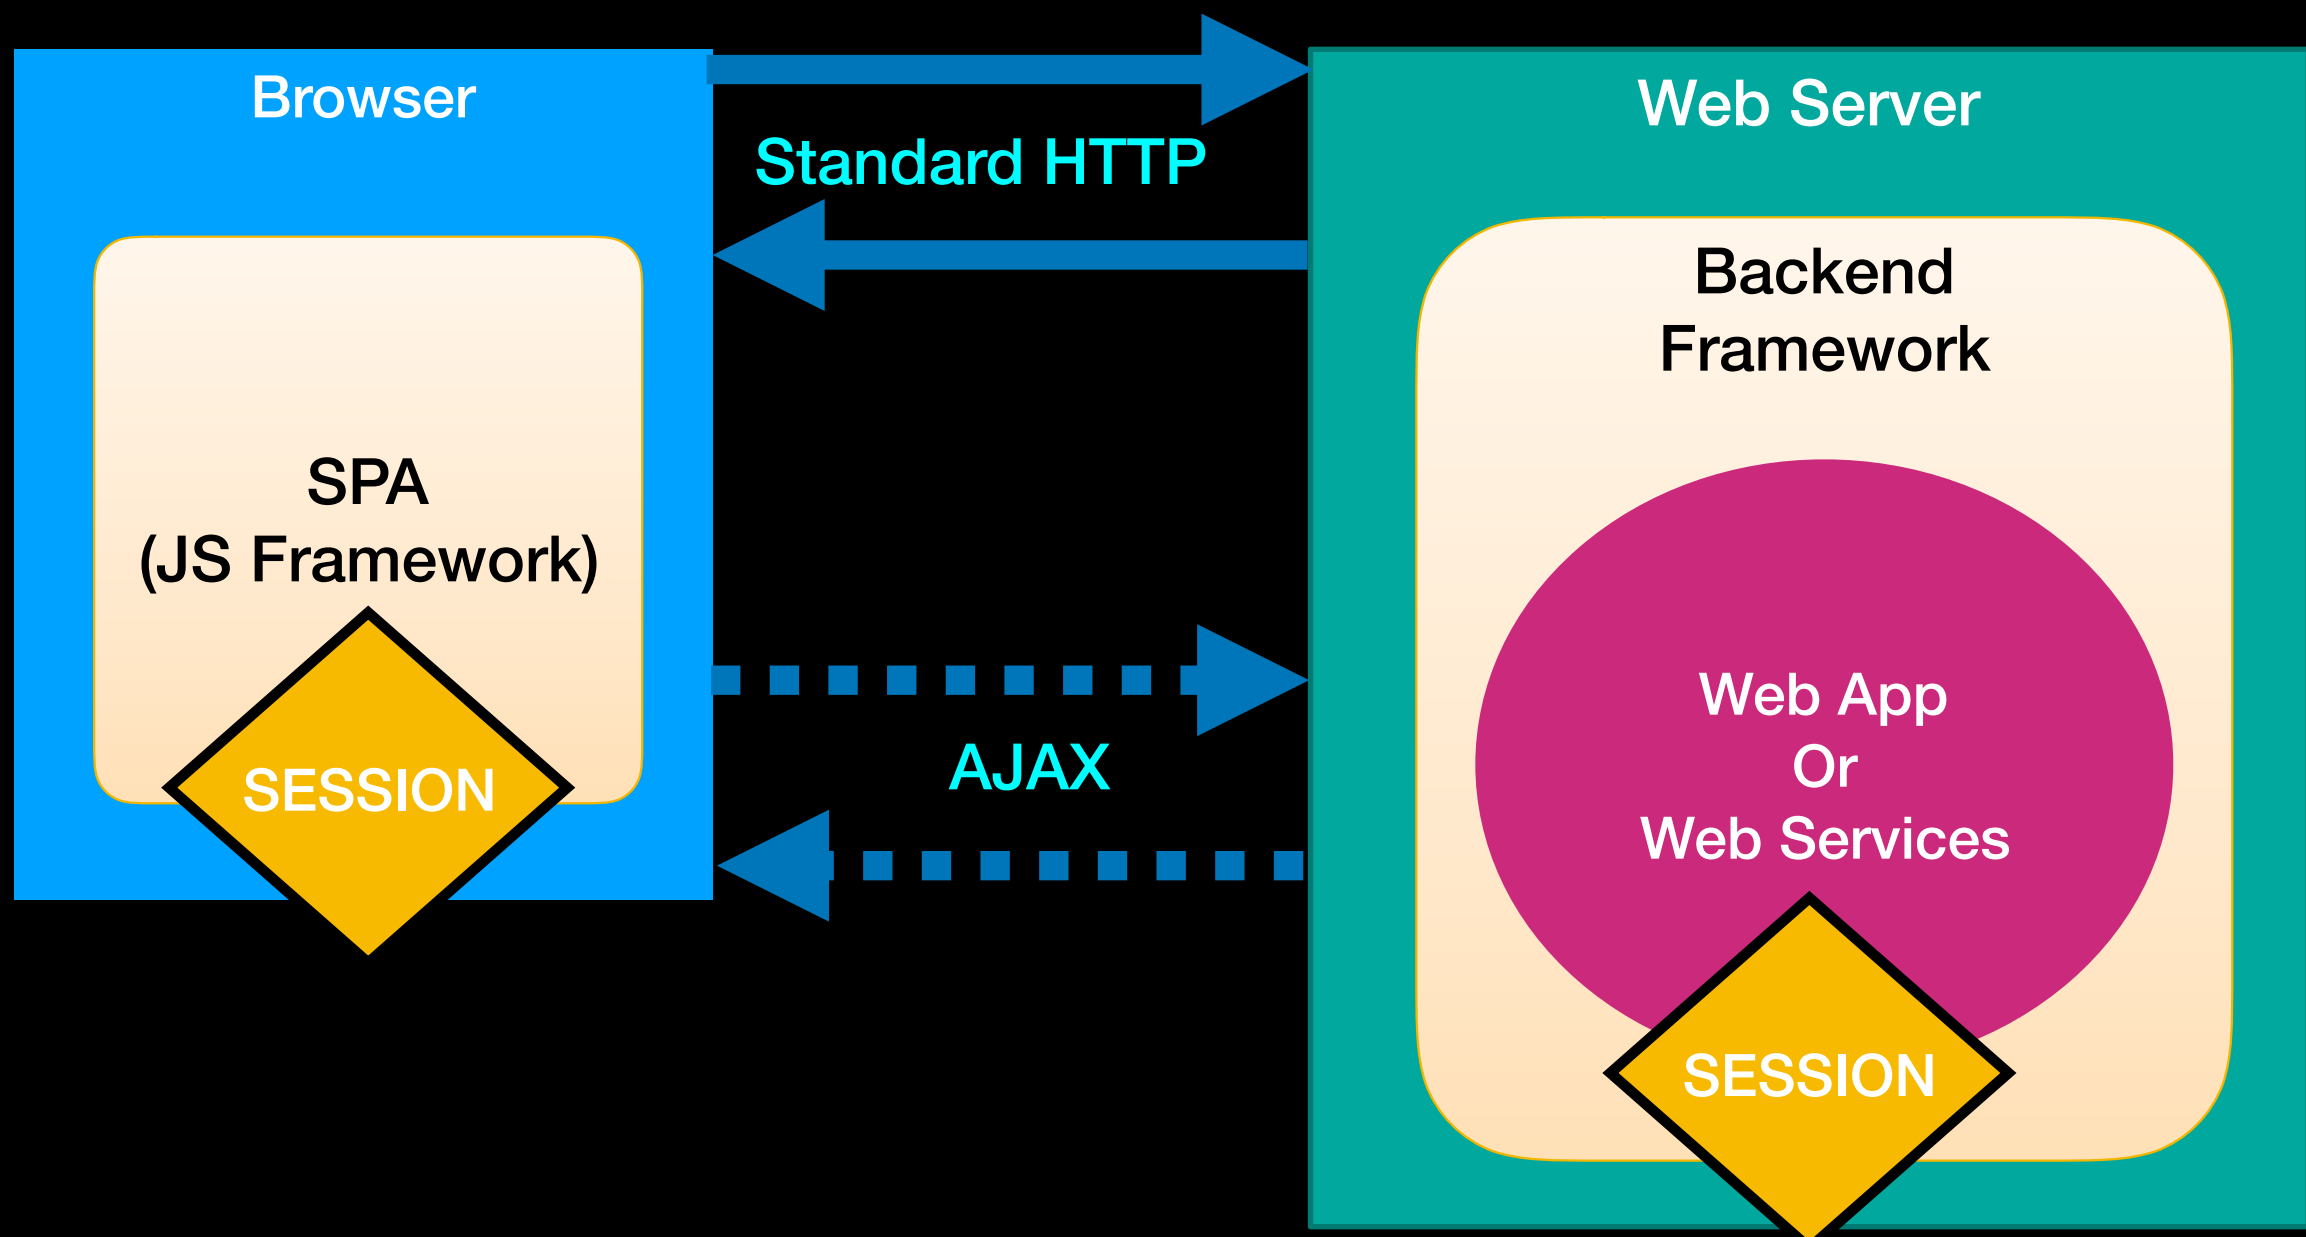 Browser
Standard HTTP
Web Server
Backend
Framework
SPA
(JS Framework)
SESSION
AJAX
Web App
Or
Web Services
SESSION